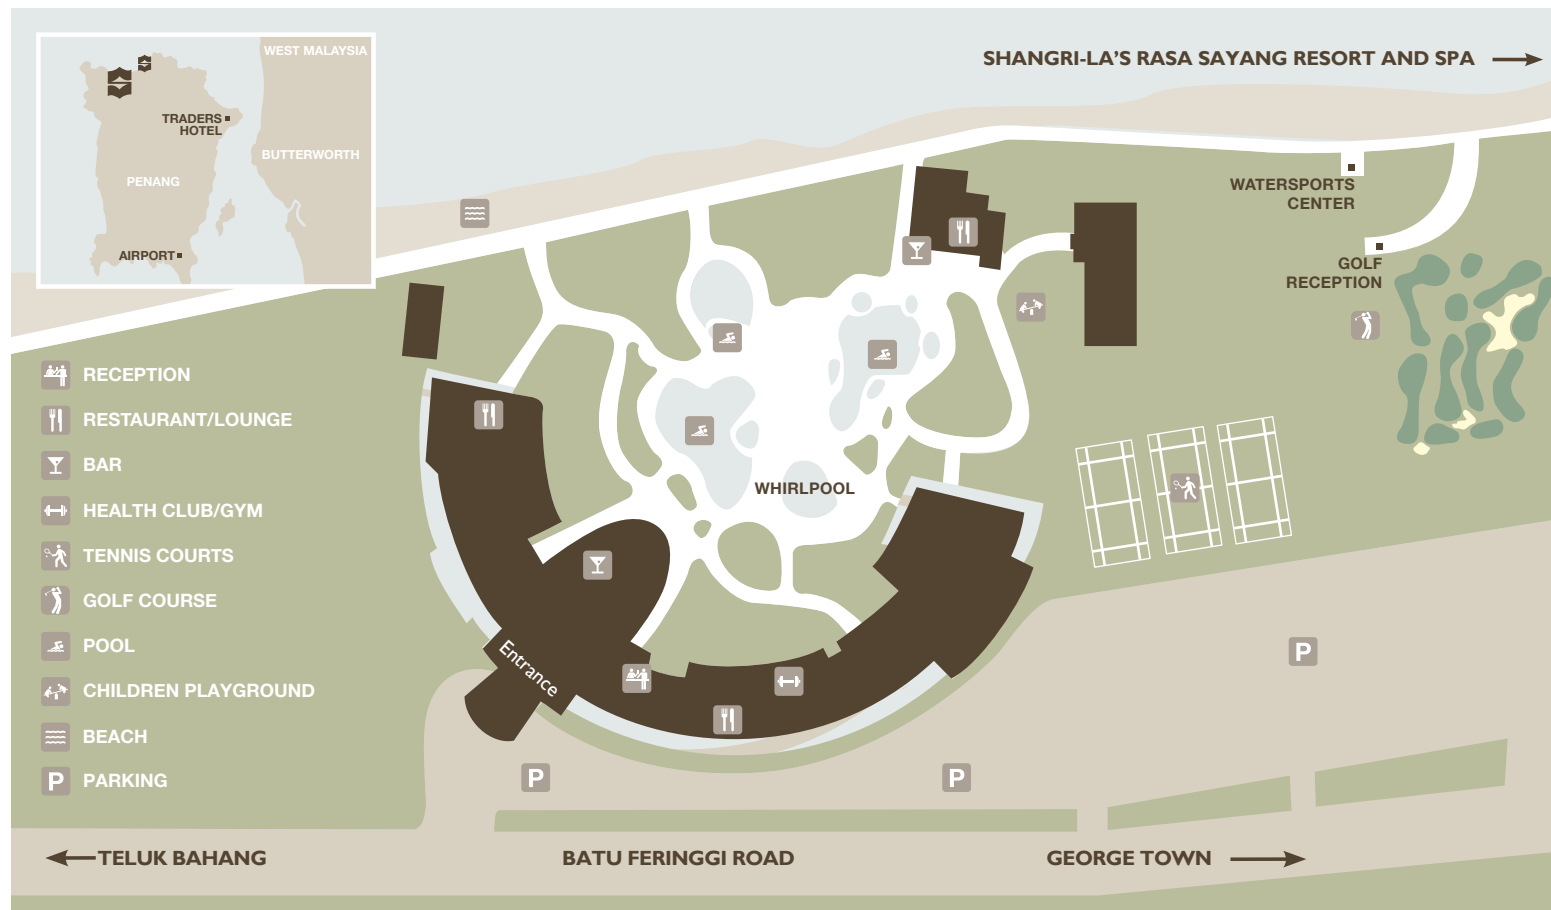 WEST MALAYSIA
TRADERS
HOTEL
BUTTERWORTH
PENANG
AIRPORT
SHANGRI-LA'S RASA SAYANG RESORT AND SPA
WATERSPORTS
CENTER
GOLF
RECEPTION
RECEPTION
RESTAURANT/LOUNGE
BAR
HEALTH CLUB/GYM
TENNIS COURTS
GOLF COURSE
POOL
CHILDREN PLAYGROUND
BEACH
P PARKING
WHIRLPOOL
Entrance
P
P
P
TELUK BAHANG
BATU FERINGGI ROAD
GEORGE TOWN